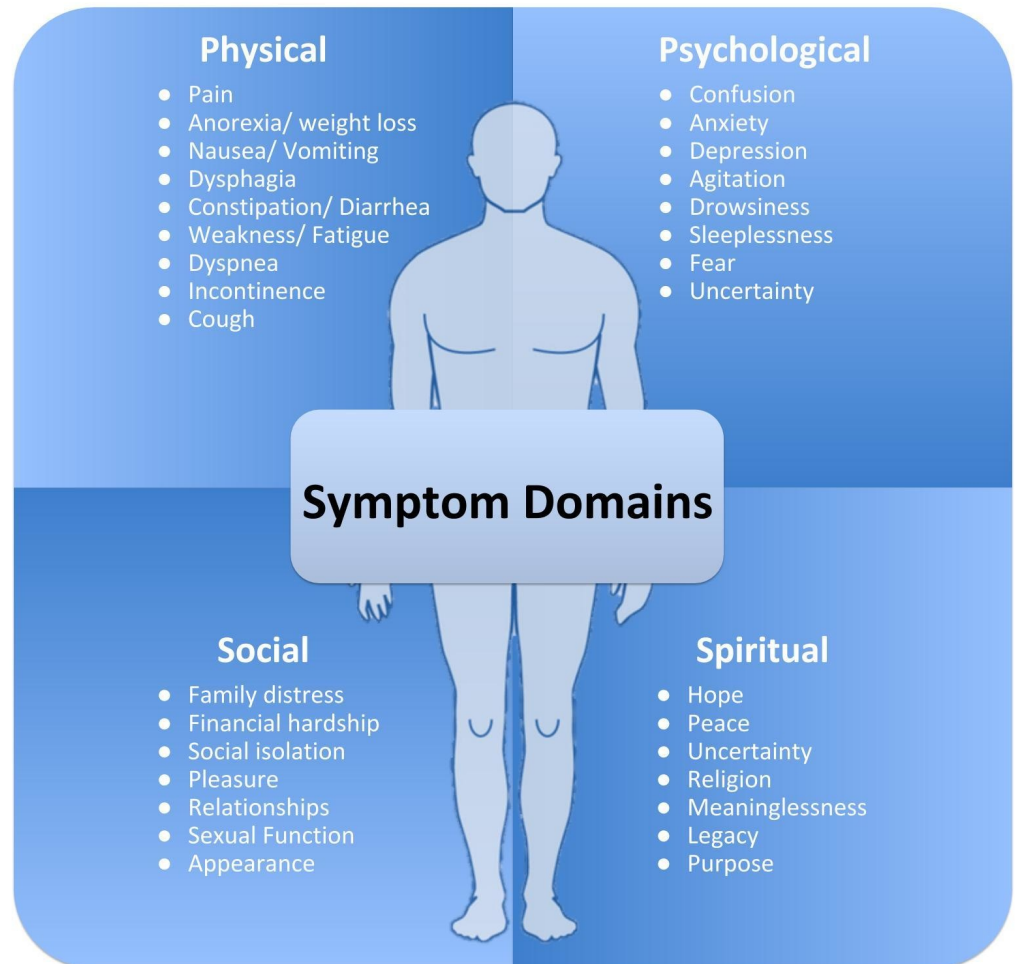 Physical
● Pain
● Anorexia/ weight loss
● Nausea/ Vomiting
● Dysphagia
● Constipation/ Diarrhea
● Weakness/ Fatigue
● Dyspnea
● Incontinence
● Cough
Psychological
● Confusion
● Anxiety
● Depression
● Agitation
● Drowsiness
● Sleeplessness
● Fear
● Uncertainty
Symptom Domains
Social
● Family distress
● Financial hardship
● Social isolation
● Pleasure
● Relationships
● Sexual Function
● Appearance
Spiritual
● Hope
● Peace
● Uncertainty
● Religion
● Meaninglessness
● Legacy
● Purpose